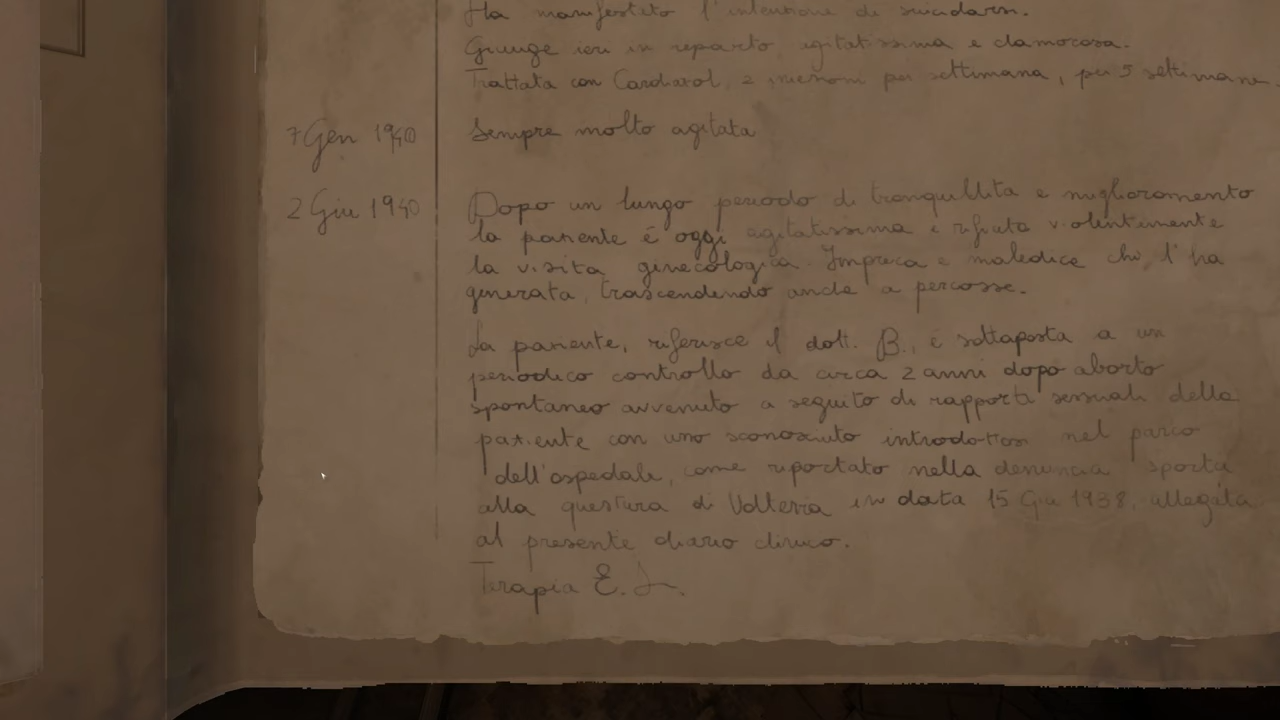 Ha manifestato l'intenzione di suicidarsi.
Giunge ieri in reparto agitatissima e clamorosa.
Trattata con Cardiazol, 2 iniezioni per settimana, per 5 settimane.
7 Gen 1940 Sempre molto agitata
2 Giu 1940 Dopo un lungo periodo di tranquillita e miglioramento
la paziente é oggi agitatissima e rifiuta violentimente
la visita ginecologica. Impreca e maledice chi l'ha
generata, trascendendo anche a percosse.
La paziente, riferisce il dott. B., è sottoposta a un
periodico controllo da circa 2 anni dopo aborto
spontaneo avvenuto a seguito di rapporti sessuali della
paziente con uno sconosciuto introdottosi nel parco
dell'ospedale, come riportato nella denuncia sporta
alla questura di Volterra in data 15 Giu 1938, allegata
al presente diario clinico.
Terapia E.